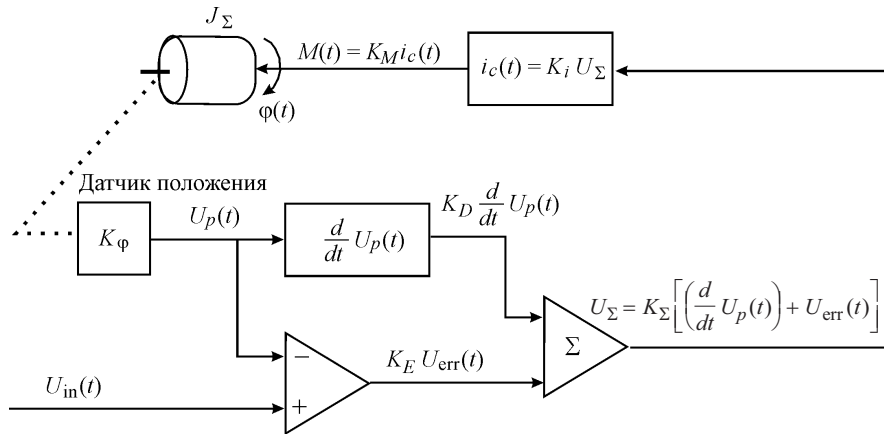 J_Σ
M(t) = K_M i_c(t)
i_c(t) = K_i U_Σ
φ(t)
Датчик положения
K_φ
U_p(t)
d/dt U_p(t)
K_D d/dt U_p(t)
U_Σ = K_Σ[(d/dt U_p(t)) + U_err(t)]
Σ
−
+
K_E U_err(t)
U_in(t)